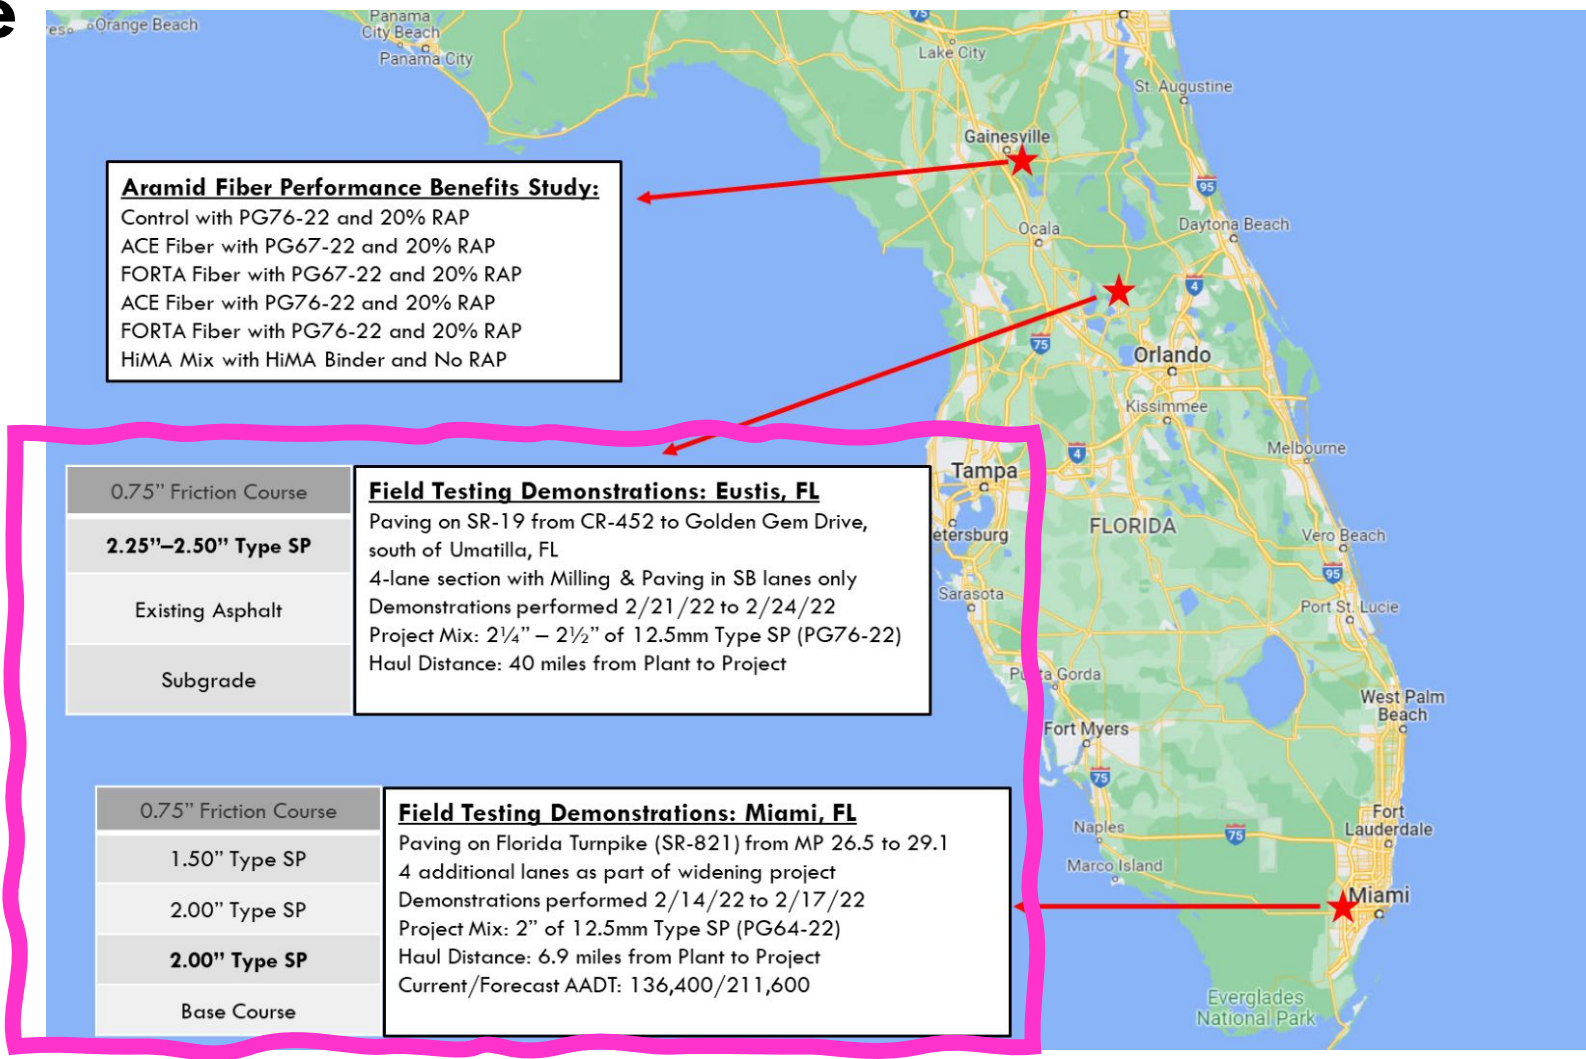 e
Orange Beach
Panama
City Beach
Panama City
75
Lake City
St. Augustine
Gainesville
95
Ocala
Daytona Beach
4
75
Orlando
Kissimmee
4
Melbourne
Tampa
FLORIDA
etersburg
Vero Beach
95
Sarasota
Port St. Lucie
Gorda
West Palm
Beach
Fort Myers
75
Fort
Lauderdale
Naples
75
Marco Island
Miami
Everglades
National Park
Aramid Fiber Performance Benefits Study:
Control with PG76-22 and 20% RAP
ACE Fiber with PG67-22 and 20% RAP
FORTA Fiber with PG67-22 and 20% RAP
ACE Fiber with PG76-22 and 20% RAP
FORTA Fiber with PG76-22 and 20% RAP
HiMA Mix with HiMA Binder and No RAP
0.75” Friction Course
2.25”–2.50” Type SP
Existing Asphalt
Subgrade
Field Testing Demonstrations: Eustis, FL
Paving on SR-19 from CR-452 to Golden Gem Drive,
south of Umatilla, FL
4-lane section with Milling & Paving in SB lanes only
Demonstrations performed 2/21/22 to 2/24/22
Project Mix: 2¼” – 2½” of 12.5mm Type SP (PG76-22)
Haul Distance: 40 miles from Plant to Project
0.75” Friction Course
1.50” Type SP
2.00” Type SP
2.00” Type SP
Base Course
Field Testing Demonstrations: Miami, FL
Paving on Florida Turnpike (SR-821) from MP 26.5 to 29.1
4 additional lanes as part of widening project
Demonstrations performed 2/14/22 to 2/17/22
Project Mix: 2” of 12.5mm Type SP (PG64-22)
Haul Distance: 6.9 miles from Plant to Project
Current/Forecast AADT: 136,400/211,600